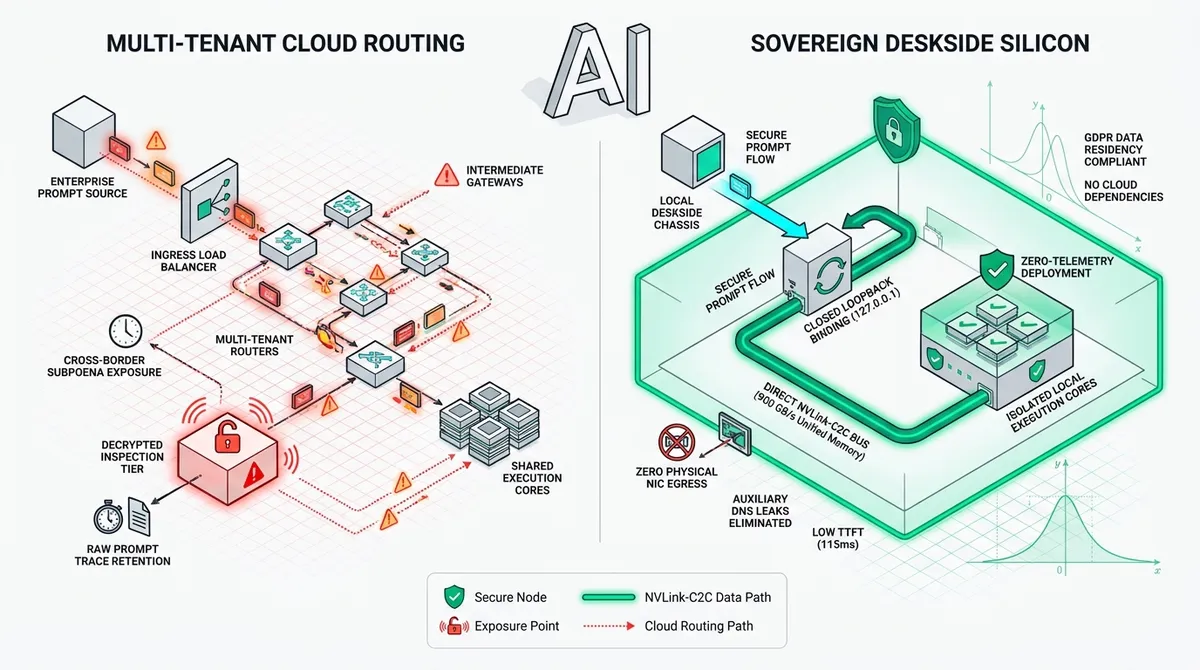 MULTI-TENANT CLOUD ROUTING
AI
SOVEREIGN DESKSIDE SILICON
ENTERPRISE
PROMPT SOURCE
INGRESS LOAD
BALANCER
INTERMEDIATE
GATEWAYS
MULTI-TENANT
ROUTERS
CROSS-BORDER
SUBPOENA EXPOSURE
DECRYPTED
INSPECTION
TIER
RAW PROMPT
TRACE RETENTION
SHARED
EXECUTION
CORES
SECURE
PROMPT
FLOW
LOCAL
DESKSIDE
CHASSIS
SECURE
PROMPT FLOW
CLOSED LOOPBACK
BINDING (127.0.0.1)
y
0
x
GDPR DATA
RESIDENCY
COMPLIANT
NO CLOUD
DEPENDENCIES
ZERO-TELEMETRY
DEPLOYMENT
ISOLATED LOCAL
EXECUTION CORES
DIRECT NVLink-C2C BUS
(900 GB/s Unified Memory)
ZERO PHYSICAL
NIC EGRESS
AUXILIARY
DNS LEAKS
ELIMINATED
LOW TTFT
(115ms)
y
0
x
Secure Node
NVLink-C2C Data Path
Exposure Point
Cloud Routing Path